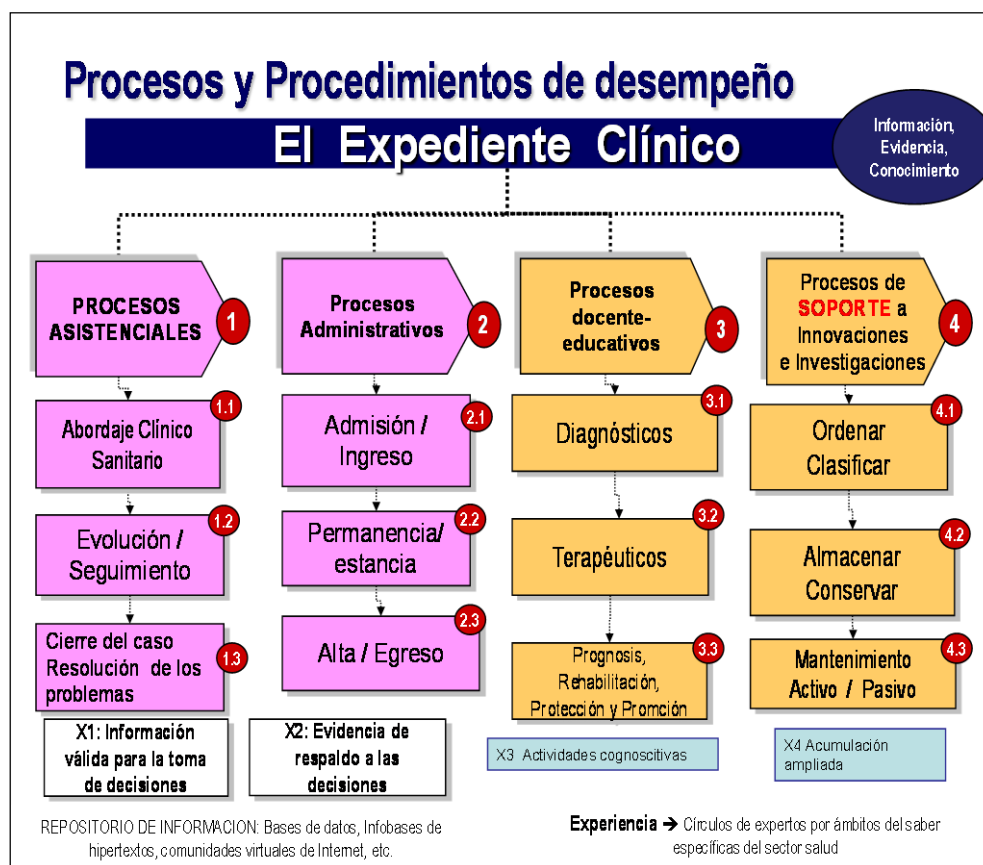 Procesos y Procedimientos de desempeño
El Expediente Clínico
Información,
Evidencia,
Conocimiento
PROCESOS
ASISTENCIALES
1
1.1
Abordaje Clínico
Sanitario
1.2
Evolución /
Seguimiento
1.3
Cierre del caso
Resolución de los
problemas
X1: Información
válida para la toma
de decisiones
Procesos
Administrativos
2
2.1
Admisión /
Ingreso
2.2
Permanencia/
estancia
2.3
Alta / Egreso
X2: Evidencia de
respaldo a las
decisiones
Procesos
docente-
educativos
3
3.1
Diagnósticos
3.2
Terapéuticos
3.3
Prognosis,
Rehabilitación,
Protección y Promción
X3 Actividades cognoscitivas
Procesos de
SOPORTE a
Innovaciones
e Investigaciones
4
4.1
Ordenar
Clasificar
4.2
Almacenar
Conservar
4.3
Mantenimiento
Activo / Pasivo
X4 Acumulación
ampliada
REPOSITORIO DE INFORMACION: Bases de datos, Infobases de
hipertextos, comunidades virtuales de Internet, etc.
Experiencia → Círculos de expertos por ámbitos del saber
específicas del sector salud